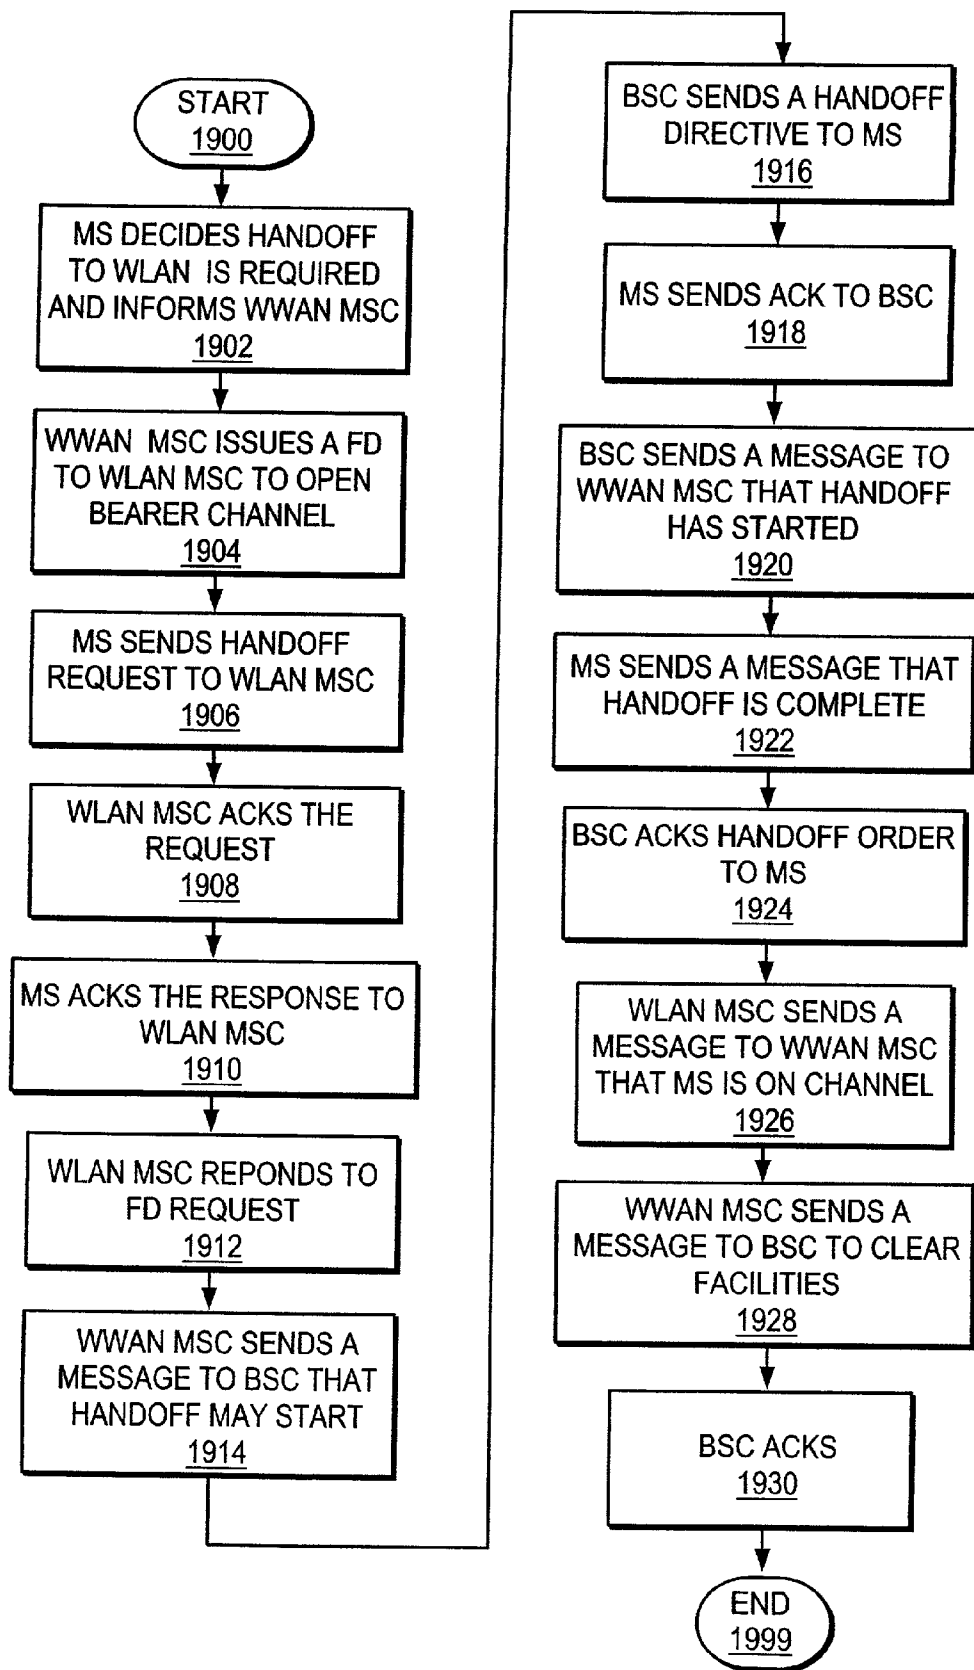 START
1900
MS DECIDES HANDOFF
TO WLAN IS REQUIRED
AND INFORMS WWAN MSC
1902
WWAN MSC ISSUES A FD
TO WLAN MSC TO OPEN
BEARER CHANNEL
1904
MS SENDS HANDOFF
REQUEST TO WLAN MSC
1906
WLAN MSC ACKS THE
REQUEST
1908
MS ACKS THE RESPONSE TO
WLAN MSC
1910
WLAN MSC REPONDS TO
FD REQUEST
1912
WWAN MSC SENDS A
MESSAGE TO BSC THAT
HANDOFF MAY START
1914
BSC SENDS A HANDOFF
DIRECTIVE TO MS
1916
MS SENDS ACK TO BSC
1918
BSC SENDS A MESSAGE TO
WWAN MSC THAT HANDOFF
HAS STARTED
1920
MS SENDS A MESSAGE THAT
HANDOFF IS COMPLETE
1922
BSC ACKS HANDOFF ORDER
TO MS
1924
WLAN MSC SENDS A
MESSAGE TO WWAN MSC
THAT MS IS ON CHANNEL
1926
WWAN MSC SENDS A
MESSAGE TO BSC TO CLEAR
FACILITIES
1928
BSC ACKS
1930
END
1999